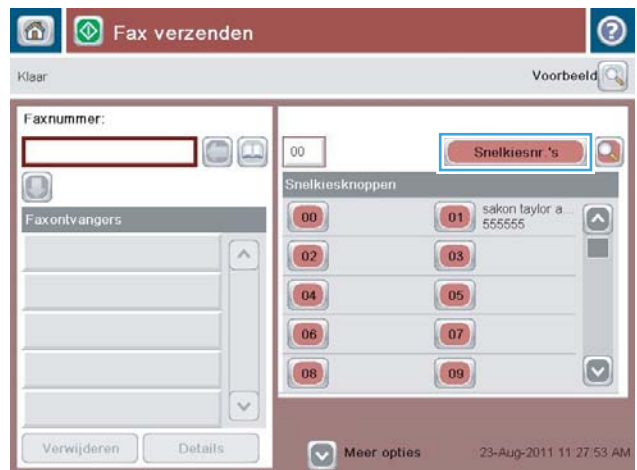 Fax verzenden
Klaar
Voorbeeld
Faxnummer:
00
Snelkiesnr.'s
Snelkiesknoppen
Faxontvangers
00
01 sakon taylor a...
555555
02
03
04
05
06
07
08
09
Verwijderen
Details
Meer opties
23-Aug-2011 11:27:53 AM